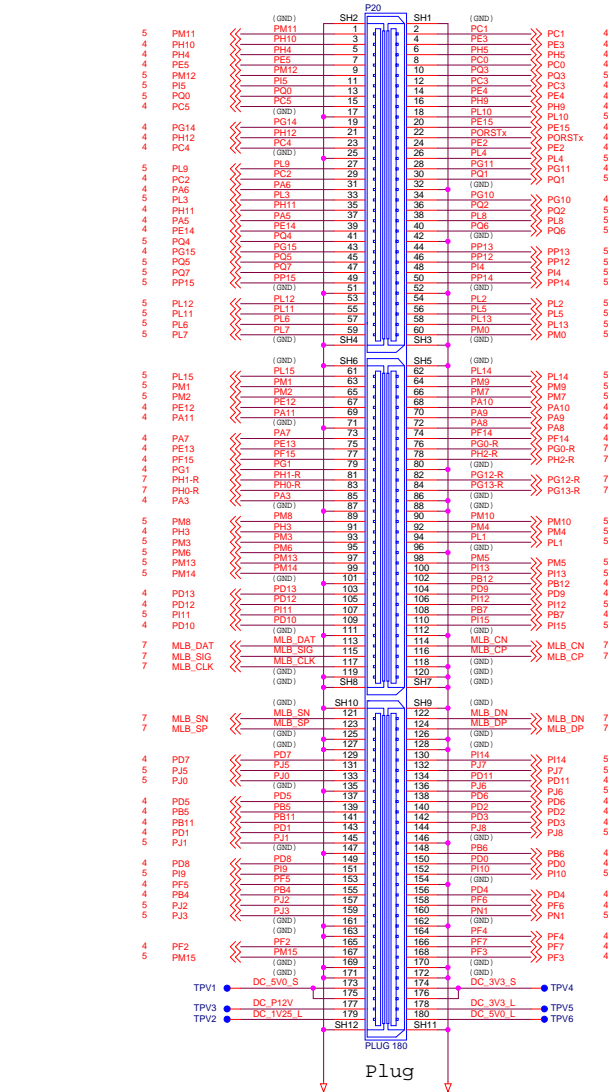 P20
(GND) SH2 SH1 (GND)
5 PM11 PM11 1 2 PC1 PC1 4
4 PH10 PH10 3 4 PE3 PE3 4
4 PH4 PH4 5 6 PH5 PH5 4
4 PE5 PE5 7 8 PC0 PC0 4
5 PM12 PM12 9 10 PQ3 PQ3 5
5 PI5 PI5 11 12 PC3 PC3 4
5 PQ0 PQ0 13 14 PE4 PE4 4
4 PC5 PC5 15 16 PH9 PH9 4
(GND) 17 18 PL10 PL10 5
4 PG14 PG14 19 20 PE15 PE15 4
4 PH12 PH12 21 22 PORSTx PORSTx 4
4 PC4 PC4 23 24 PE2 PE2 4
(GND) 25 26 PL4 PL4 5
5 PL9 PL9 27 28 PG11 PG11 4
4 PC2 PC2 29 30 PQ1 PQ1 5
4 PA6 PA6 31 32 (GND)
5 PL3 PL3 33 34 PG10 PG10 4
4 PH11 PH11 35 36 PQ2 PQ2 5
4 PA5 PA5 37 38 PL8 PL8 5
4 PE14 PE14 39 40 PQ6 PQ6 5
5 PQ4 PQ4 41 42 (GND)
4 PG15 PG15 43 44 PP13 PP13 5
5 PQ5 PQ5 45 46 PP12 PP12 5
5 PQ7 PQ7 47 48 PI4 PI4 5
5 PP15 PP15 49 50 PP14 PP14 5
(GND) 51 52 (GND)
5 PL12 PL12 53 54 PL2 PL2 5
5 PL11 PL11 55 56 PL5 PL5 5
5 PL6 PL6 57 58 PL13 PL13 5
5 PL7 PL7 59 60 PM0 PM0 5
(GND) SH4 SH3 (GND)
(GND) SH6 SH5 (GND)
5 PL15 PL15 61 62 PL14 PL14 5
5 PM1 PM1 63 64 PM9 PM9 5
5 PM2 PM2 65 66 PM7 PM7 5
4 PE12 PE12 67 68 PA10 PA10 4
4 PA11 PA11 69 70 PA9 PA9 4
(GND) 71 72 PA8 PA8 4
4 PA7 PA7 73 74 PF14 PF14 4
4 PE13 PE13 75 76 PG0-R PG0-R 7
4 PF15 PF15 77 78 PH2-R PH2-R 7
4 PG1 PG1 79 80 (GND)
7 PH1-R PH1-R 81 82 PG12-R PG12-R 7
7 PH0-R PH0-R 83 84 PG13-R PG13-R 7
4 PA3 PA3 85 86 (GND)
(GND) 87 88 (GND)
5 PM8 PM8 89 90 PM10 PM10 5
4 PH3 PH3 91 92 PM4 PM4 5
5 PM3 PM3 93 94 PL1 PL1 5
5 PM6 PM6 95 96 (GND)
5 PM13 PM13 97 98 PM5 PM5 5
5 PM14 PM14 99 100 PI13 PI13 5
(GND) 101 102 PB12 PB12 4
4 PD13 PD13 103 104 PD9 PD9 4
4 PD12 PD12 105 106 PI12 PI12 5
5 PI11 PI11 107 108 PB7 PB7 4
4 PD10 PD10 109 110 PI15 PI15 5
(GND) 111 112 (GND)
7 MLB_DAT MLB_DAT 113 114 MLB_CN MLB_CN 7
7 MLB_SIG MLB_SIG 115 116 MLB_CP MLB_CP 7
7 MLB_CLK MLB_CLK 117 118 (GND)
(GND) 119 120 (GND)
(GND) SH8 SH7 (GND)
(GND) SH10 SH9 (GND)
7 MLB_SN MLB_SN 121 122 MLB_DN MLB_DN 7
7 MLB_SP MLB_SP 123 124 MLB_DP MLB_DP 7
(GND) 125 126 (GND)
(GND) 127 128 (GND)
4 PD7 PD7 129 130 PI14 PI14 5
5 PJ5 PJ5 131 132 PJ7 PJ7 5
5 PJ0 PJ0 133 134 PD11 PD11 4
(GND) 135 136 PJ6 PJ6 5
4 PD5 PD5 137 138 PD6 PD6 4
4 PB5 PB5 139 140 PD2 PD2 4
4 PB11 PB11 141 142 PD3 PD3 4
4 PD1 PD1 143 144 PJ8 PJ8 5
5 PJ1 PJ1 145 146 (GND)
(GND) 147 148 PB6 PB6 4
4 PD8 PD8 149 150 PD0 PD0 4
5 PI9 PI9 151 152 PI10 PI10 5
4 PF5 PF5 153 154 (GND)
4 PB4 PB4 155 156 PD4 PD4 4
5 PJ2 PJ2 157 158 PF6 PF6 4
5 PJ3 PJ3 159 160 PN1 PN1 5
(GND) 161 162 (GND)
(GND) 163 164 PF4 PF4 4
4 PF2 PF2 165 166 PF7 PF7 4
5 PM15 PM15 167 168 PF3 PF3 4
(GND) 169 170 (GND)
(GND) 171 172 (GND)
TPV1 DC_5V0_S 173 174 DC_3V3_S TPV4
175 176
TPV3 DC_P12V 177 178 DC_3V3_L TPV5
TPV2 DC_1V25_L 179 180 DC_5V0_L TPV6
SH12 SH11
PLUG 180
Plug